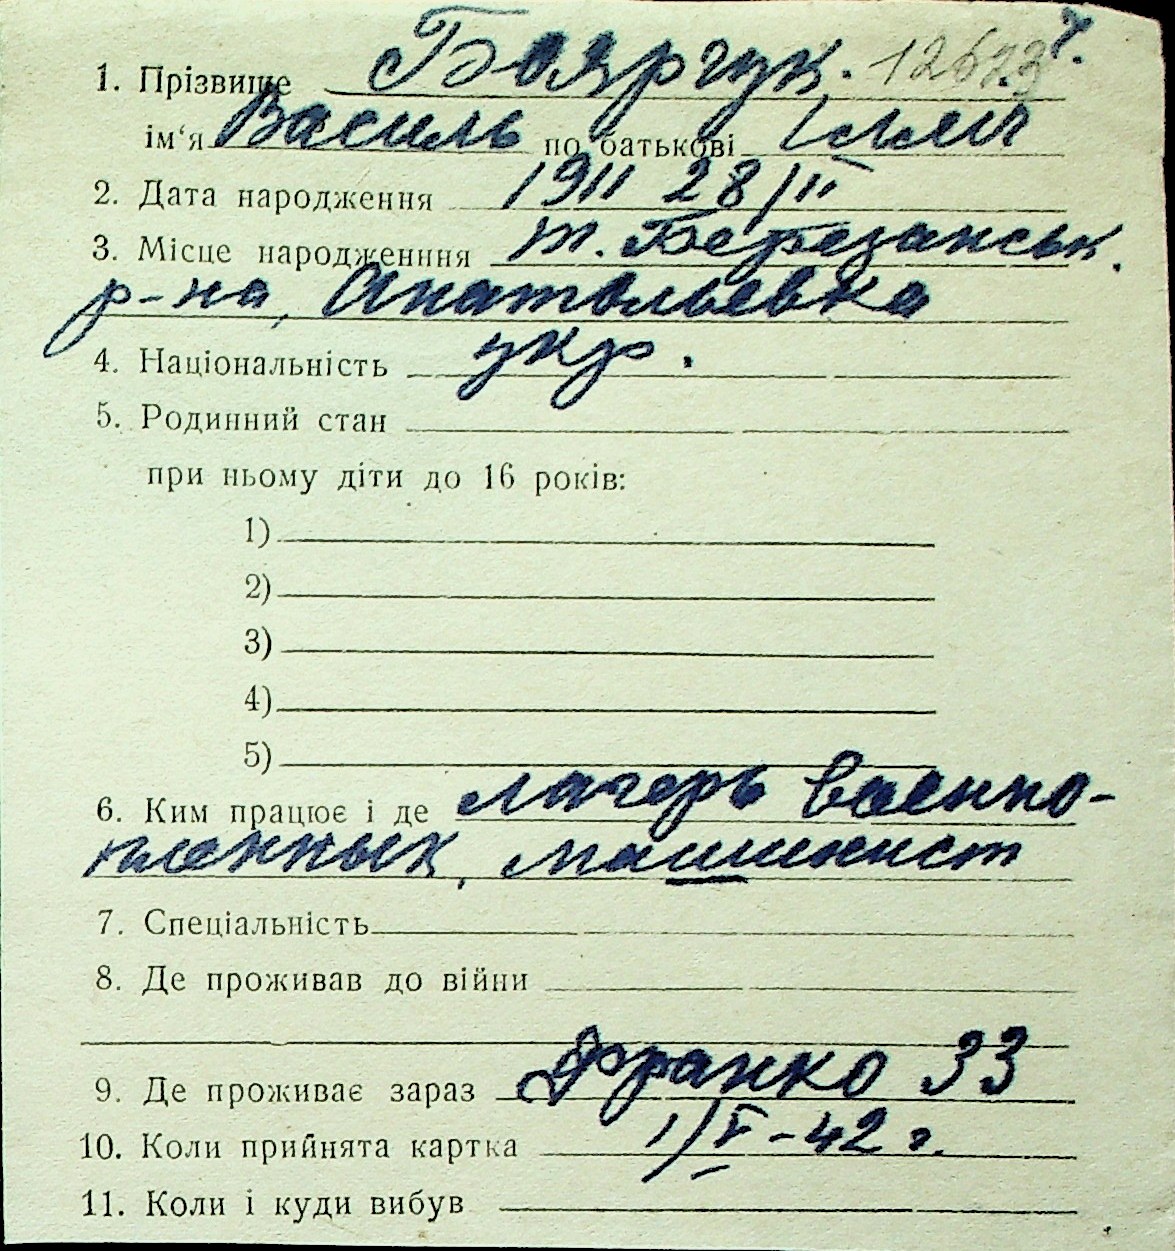 1. Прізвище Боярчук. 12623 ч.
ім'я Василь по батькові Ільич
2. Дата народження 1911 28/II
3. Місце народженння т. Березанськ.
р-на, Анатольевка
4. Національність укр.
5. Родинний стан
при ньому діти до 16 років:
1)
2)
3)
4)
5)
6. Ким працює і де лагерь военно-
пленных, машинист
7. Спеціальність
8. Де проживав до війни
9. Де проживає зараз Франко 33
10. Коли прийнята картка 1/V-42 г.
11. Коли і куди вибув